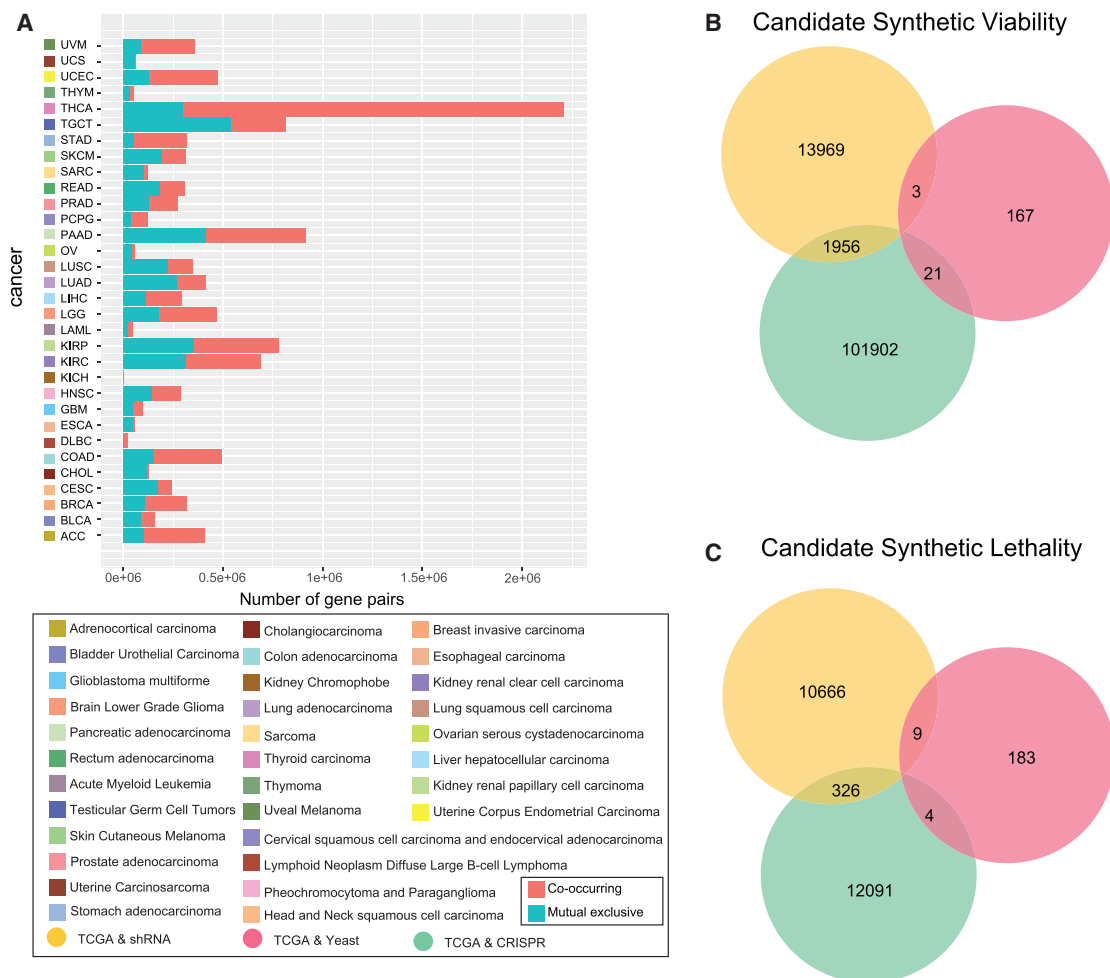 A
UVM
UCS
UCEC
THYM
THCA
TGCT
STAD
SKCM
SARC
READ
PRAD
PCPG
PAAD
OV
LUSC
LUAD
LIHC
LGG
LAML
KIRP
KIRC
KICH
HNSC
GBM
ESCA
DLBC
COAD
CHOL
CESC
BRCA
BLCA
ACC
cancer
0e+06 0.5e+06 1e+06 1.5e+06 2e+06
Number of gene pairs
Adrenocortical carcinoma Cholangiocarcinoma Breast invasive carcinoma
Bladder Urothelial Carcinoma Colon adenocarcinoma Esophageal carcinoma
Glioblastoma multiforme Kidney Chromophobe Kidney renal clear cell carcinoma
Brain Lower Grade Glioma Lung adenocarcinoma Lung squamous cell carcinoma
Pancreatic adenocarcinoma Sarcoma Ovarian serous cystadenocarcinoma
Rectum adenocarcinoma Thyroid carcinoma Liver hepatocellular carcinoma
Acute Myeloid Leukemia Thymoma Kidney renal papillary cell carcinoma
Testicular Germ Cell Tumors Uveal Melanoma Uterine Corpus Endometrial Carcinoma
Skin Cutaneous Melanoma Cervical squamous cell carcinoma and endocervical adenocarcinoma
Prostate adenocarcinoma Lymphoid Neoplasm Diffuse Large B-cell Lymphoma
Uterine Carcinosarcoma Pheochromocytoma and Paraganglioma
Stomach adenocarcinoma Head and Neck squamous cell carcinoma
Co-occurring
Mutual exclusive
TCGA & shRNA TCGA & Yeast TCGA & CRISPR
B Candidate Synthetic Viability
13969
3
167
1956
21
101902
C Candidate Synthetic Lethality
10666
9
183
326
4
12091